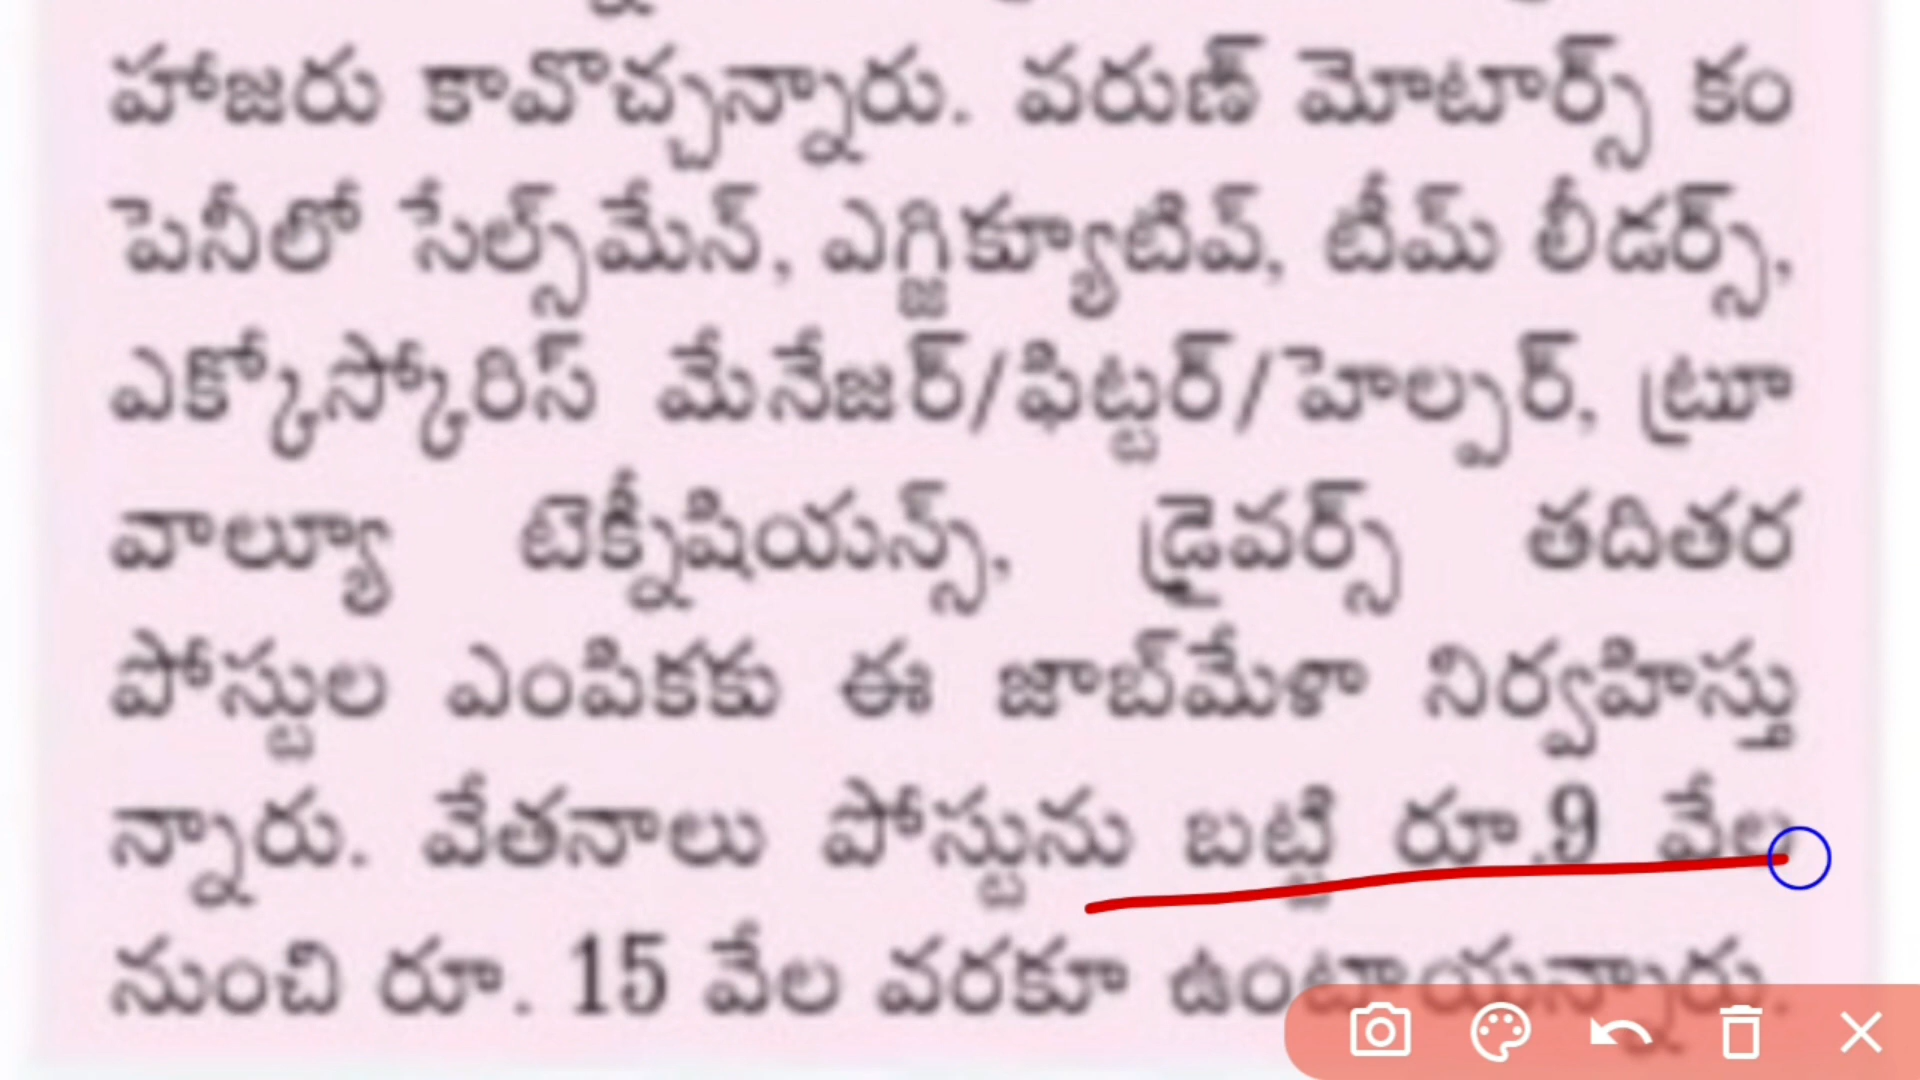 హాజరు కావొచ్చన్నారు. వరుణ్ మోటార్స్ కం
పెనీలో సేల్స్‌మేన్, ఎగ్జిక్యూటివ్, టీమ్ లీడర్స్,
ఎక్కోస్కోరిస్ మేనేజర్/ఫిట్టర్/హెల్పర్, ట్రూ
వాల్యూ టెక్నీషియన్స్, డ్రైవర్స్ తదితర
పోస్టుల ఎంపికకు ఈ జాబ్‌మేళా నిర్వహిస్తు
న్నారు. వేతనాలు పోస్టును బట్టి రూ.9 వేల
నుంచి రూ. 15 వేల వరకూ ఉంటాయన్నారు.